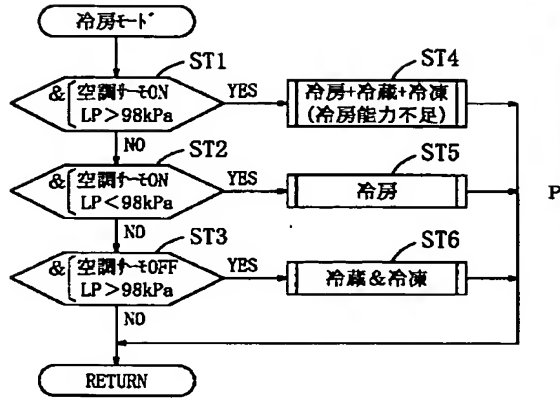 冷房モード
ST1
& 空調サーモON
LP>98kPa
YES
ST4
冷房+冷蔵+冷凍
(冷房能力不足)
NO
ST2
& 空調サーモON
LP<98kPa
YES
ST5
冷房
P
NO
ST3
& 空調サーモOFF
LP>98kPa
YES
ST6
冷蔵&冷凍
NO
RETURN